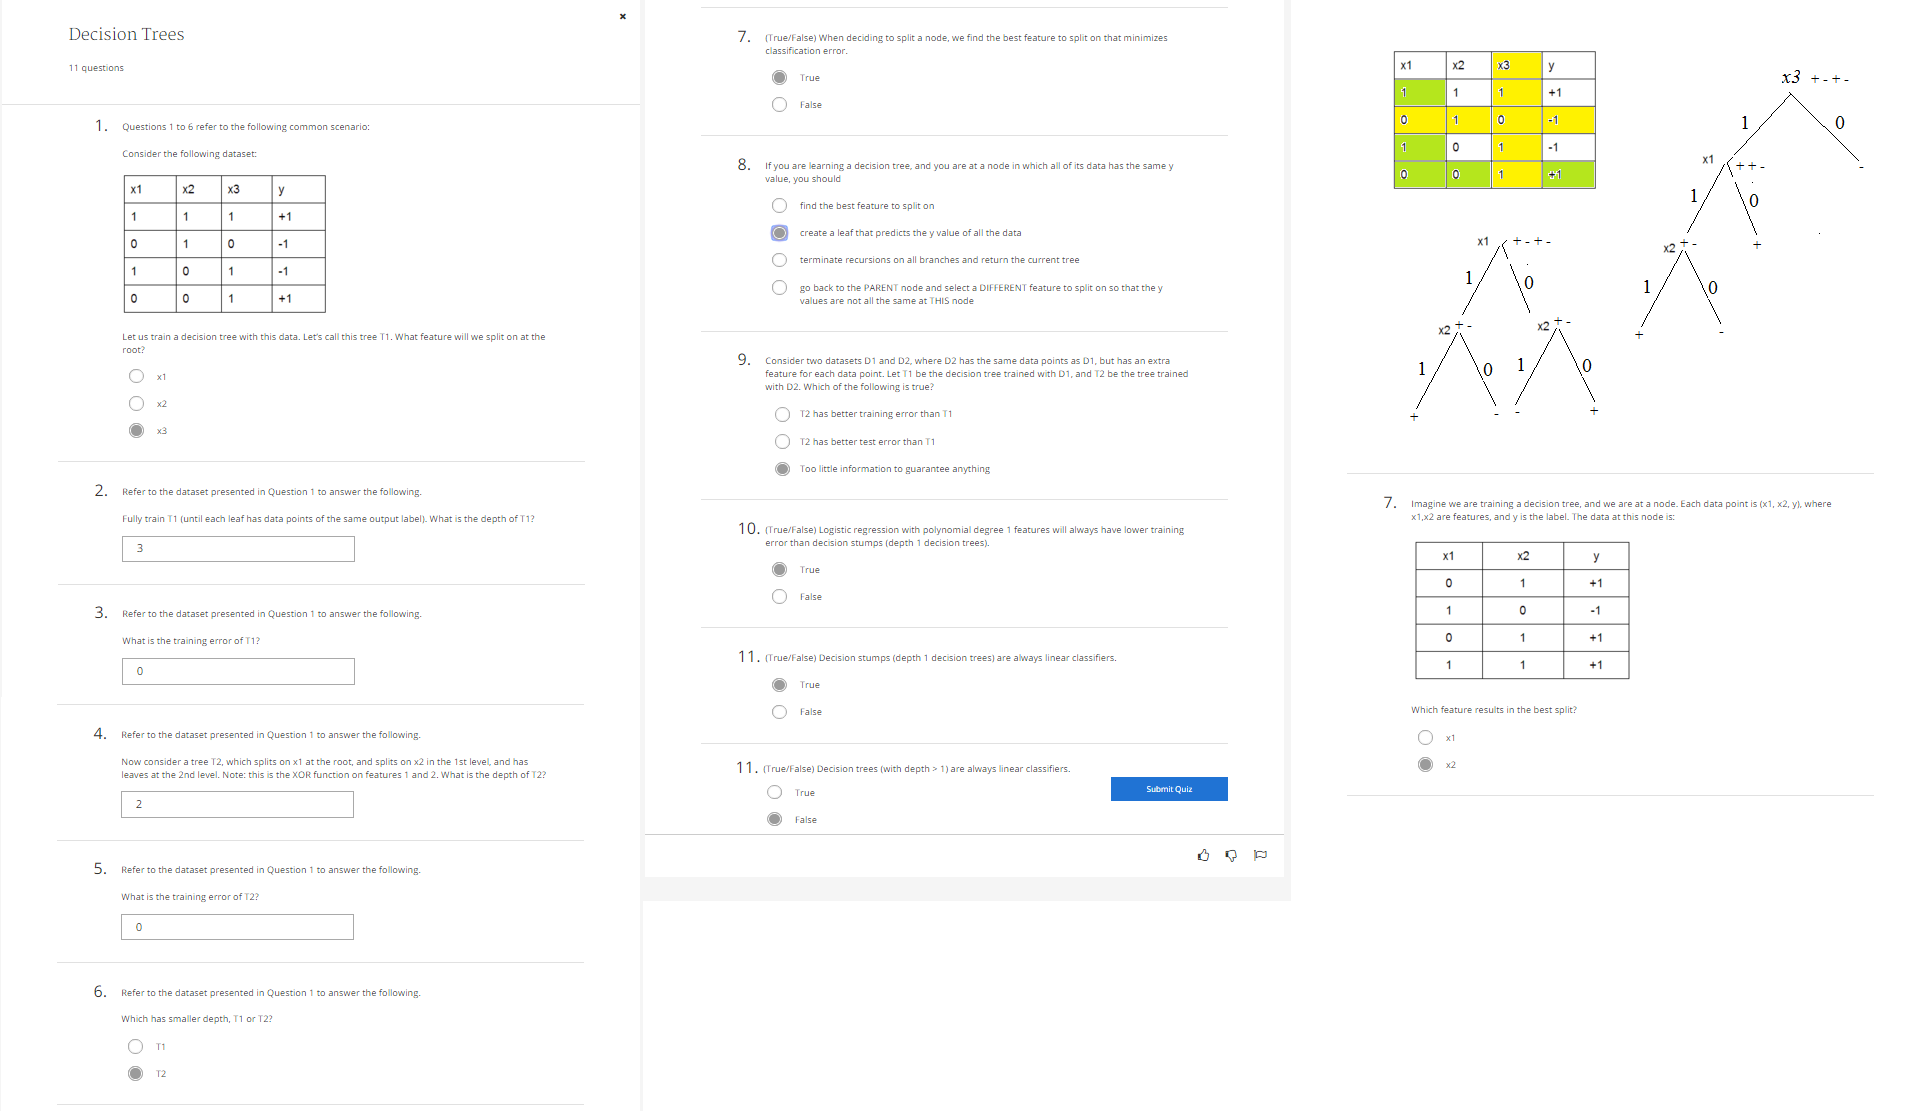 ×
Decision Trees
11 questions
1. Questions 1 to 6 refer to the following common scenario:
Consider the following dataset:
x1 x2 x3 y
1 1 1 +1
0 1 0 -1
1 0 1 -1
0 0 1 +1
Let us train a decision tree with this data. Let's call this tree T1. What feature will we split on at the
root?
x1
x2
x3
2. Refer to the dataset presented in Question 1 to answer the following.
Fully train T1 (until each leaf has data points of the same output label). What is the depth of T1?
3
3. Refer to the dataset presented in Question 1 to answer the following.
What is the training error of T1?
0
4. Refer to the dataset presented in Question 1 to answer the following.
Now consider a tree T2, which splits on x1 at the root, and splits on x2 in the 1st level, and has
leaves at the 2nd level. Note: this is the XOR function on features 1 and 2. What is the depth of T2?
2
5. Refer to the dataset presented in Question 1 to answer the following.
What is the training error of T2?
0
6. Refer to the dataset presented in Question 1 to answer the following.
Which has smaller depth, T1 or T2?
T1
T2
7. (True/False) When deciding to split a node, we find the best feature to split on that minimizes
classification error.
True
False
8. If you are learning a decision tree, and you are at a node in which all of its data has the same y
value, you should
find the best feature to split on
create a leaf that predicts the y value of all the data
terminate recursions on all branches and return the current tree
go back to the PARENT node and select a DIFFERENT feature to split on so that the y
values are not all the same at THIS node
9. Consider two datasets D1 and D2, where D2 has the same data points as D1, but has an extra
feature for each data point. Let T1 be the decision tree trained with D1, and T2 be the tree trained
with D2. Which of the following is true?
T2 has better training error than T1
T2 has better test error than T1
Too little information to guarantee anything
10. (True/False) Logistic regression with polynomial degree 1 features will always have lower training
error than decision stumps (depth 1 decision trees).
True
False
11. (True/False) Decision stumps (depth 1 decision trees) are always linear classifiers.
True
False
11. (True/False) Decision trees (with depth > 1) are always linear classifiers.
True
False
Submit Quiz
x1 x2 x3 y
1 1 1 +1
0 1 0 -1
1 0 1 -1
0 0 1 +1
x3 + - + -
1 0
x1 + + -
-
1 0
x2 + -
+
1 0
+ -
x1 + - + -
1 0
x2 + - x2 + -
1 0 1 0
+ - - +
7. Imagine we are training a decision tree, and we are at a node. Each data point is (x1, x2, y), where
x1,x2 are features, and y is the label. The data at this node is:
x1 x2 y
0 1 +1
1 0 -1
0 1 +1
1 1 +1
Which feature results in the best split?
x1
x2